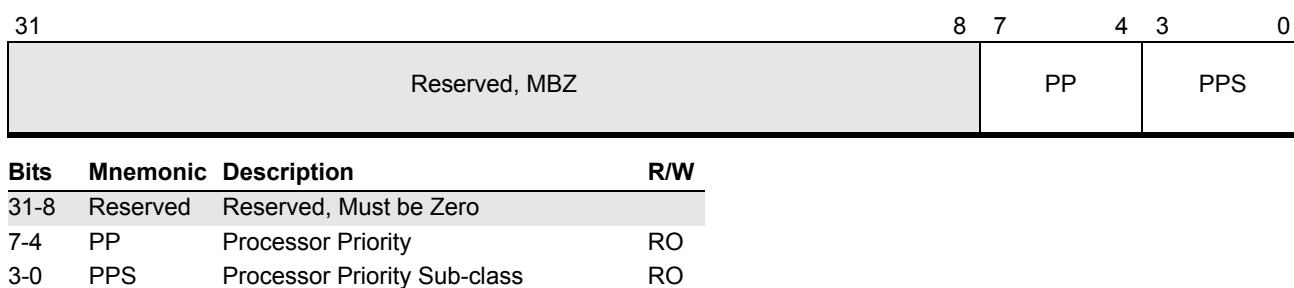 31 8 7 4 3 0
Reserved, MBZ PP PPS
Bits Mnemonic Description R/W
31-8 Reserved Reserved, Must be Zero
7-4 PP Processor Priority RO
3-0 PPS Processor Priority Sub-class RO